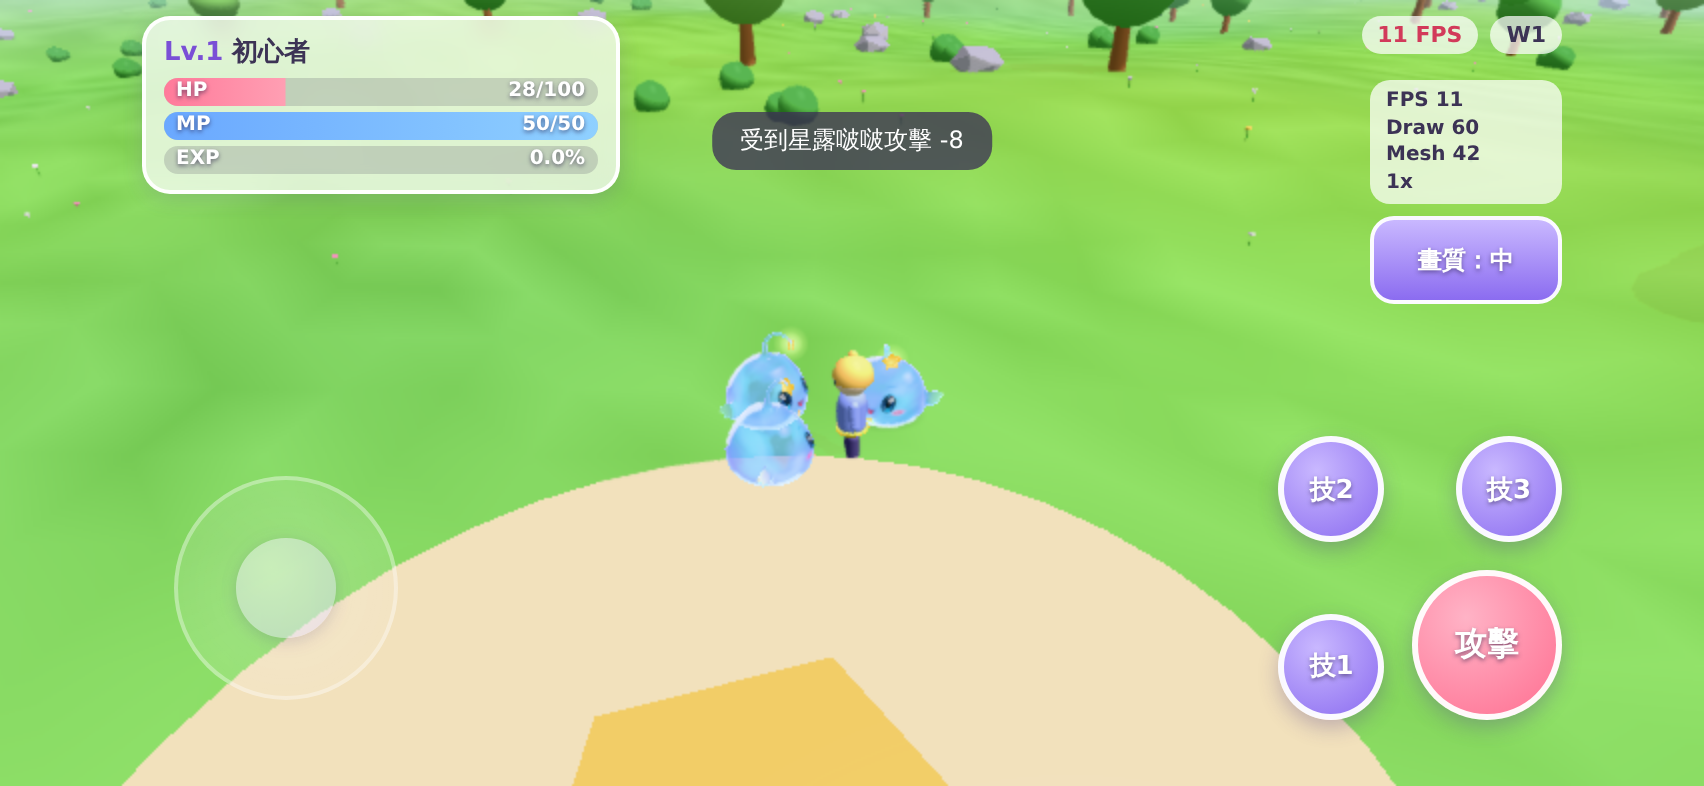 Lv.1 初心者
HP 28/100
MP 50/50
EXP 0.0%
受到星露啵啵攻擊 -8
11 FPS
W1
FPS 11
Draw 60
Mesh 42
1x
畫質：中
技2
技3
技1
攻擊